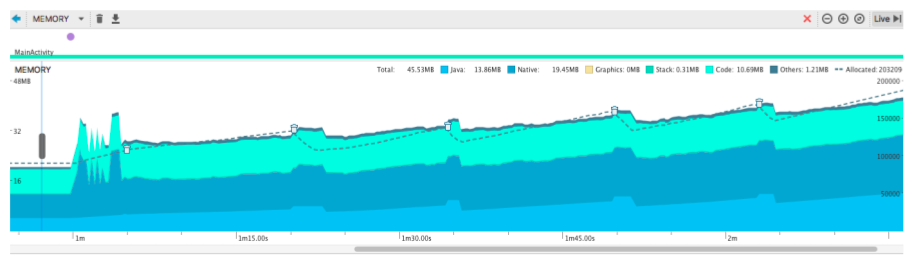 MEMORY
Live
MainActivity
MEMORY Total: 45.53MB Java: 13.86MB Native: 19.45MB Graphics: 0MB Stack: 0.31MB Code: 10.69MB Others: 1.21MB Allocated: 203209
48MB 200000
150000
32
100000
16
50000
1m 1m15.00s 1m30.00s 1m45.00s 2m